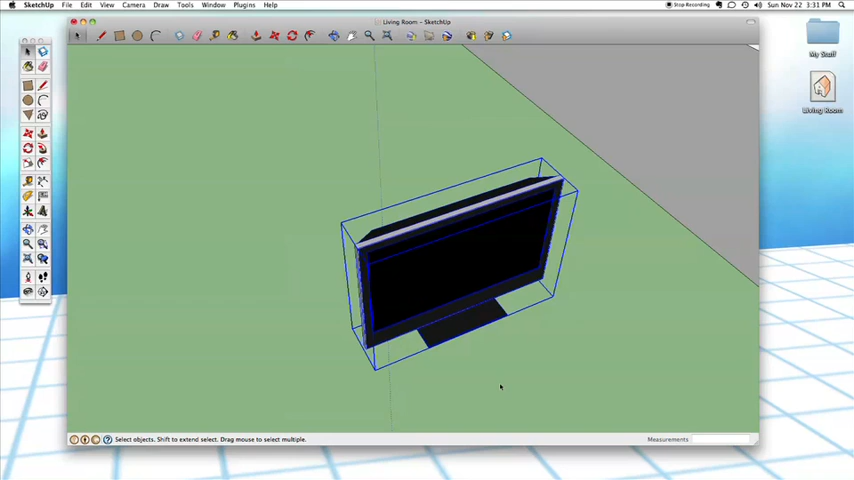 SketchUp File Edit View Camera Draw Tools Window Plugins Help
Stop Recording Sun Nov 22 3:31 PM
Living Room - SketchUp
My Stuff
Living Room
Select objects. Shift to extend select. Drag mouse to select multiple.
Measurements